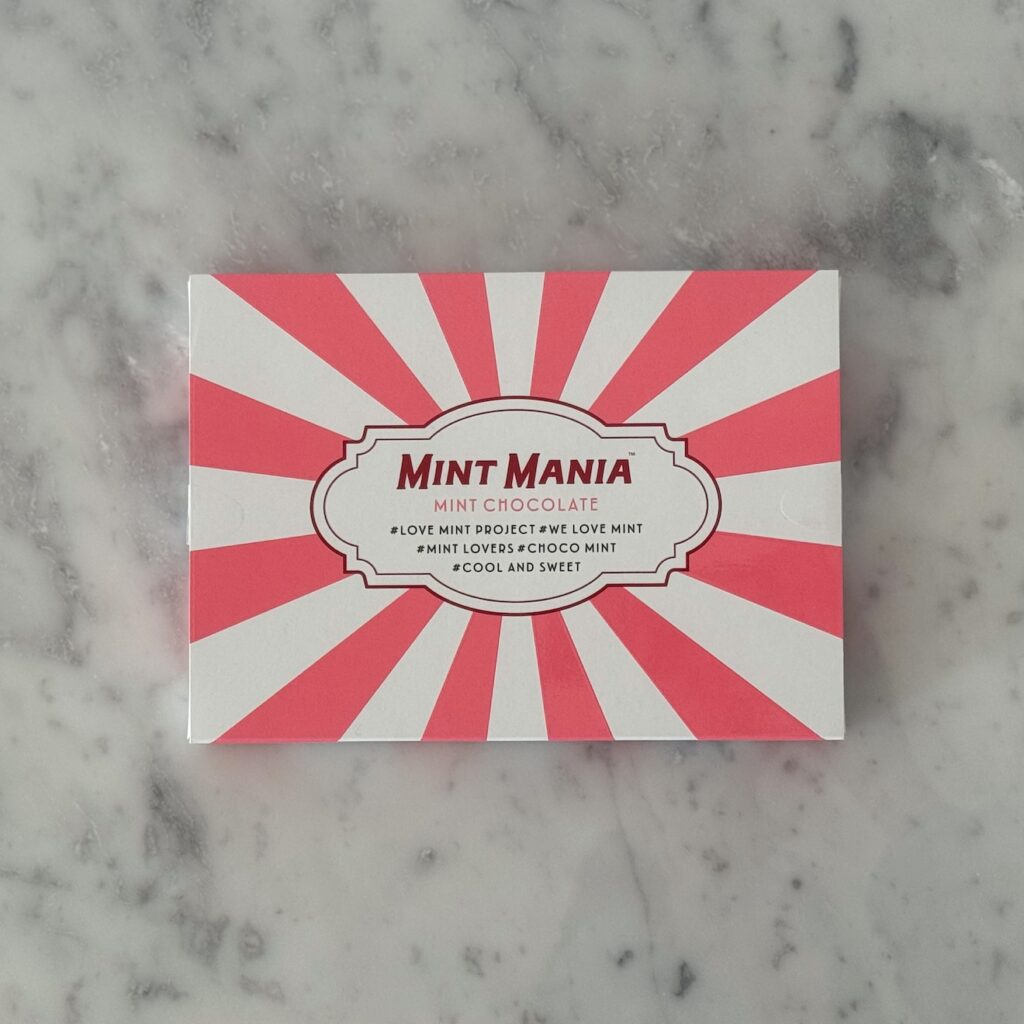 MINT MANIA™
MINT CHOCOLATE
#LOVE MINT PROJECT #WE LOVE MINT
#MINT LOVERS #CHOCO MINT
#COOL AND SWEET